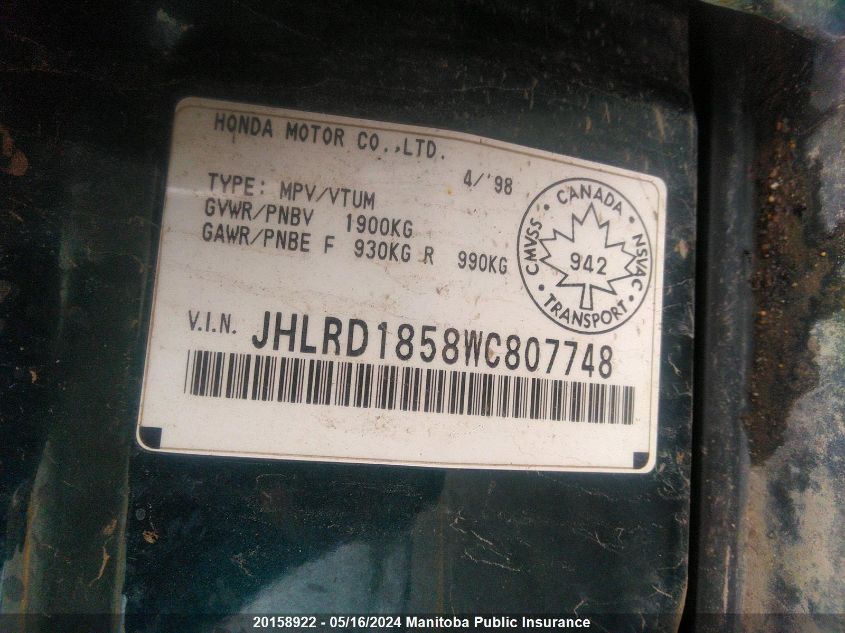 HONDA MOTOR CO.,LTD.
4/'98
TYPE: MPV/VTUM
GVWR/PNBV 1900KG
GAWR/PNBE F 930KG R 990KG
CANADA
CMVSS NSVAC
942
TRANSPORT
V.I.N. JHLRD1858WC807748
20158922 - 05/16/2024 Manitoba Public Insurance